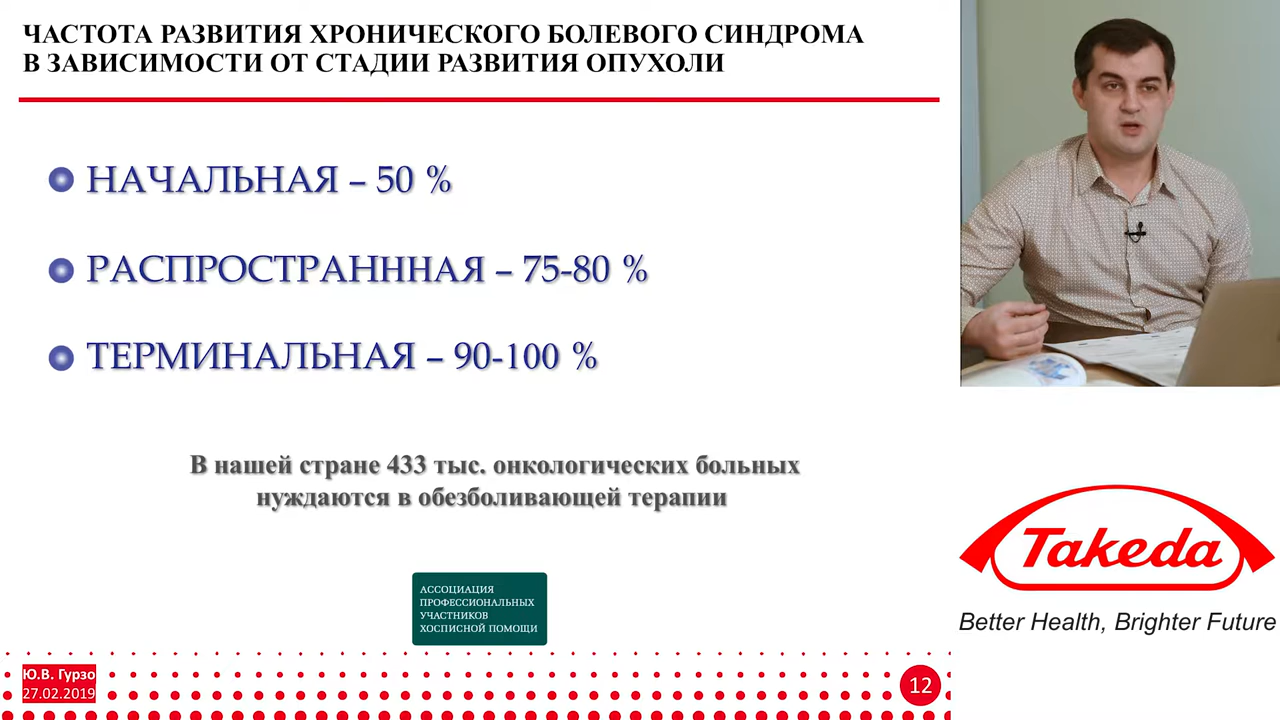 ЧАСТОТА РАЗВИТИЯ ХРОНИЧЕСКОГО БОЛЕВОГО СИНДРОМА
В ЗАВИСИМОСТИ ОТ СТАДИИ РАЗВИТИЯ ОПУХОЛИ
НАЧАЛЬНАЯ – 50 %
РАСПРОСТРАНННАЯ – 75-80 %
ТЕРМИНАЛЬНАЯ – 90-100 %
В нашей стране 433 тыс. онкологических больных
нуждаются в обезболивающей терапии
АССОЦИАЦИЯ
ПРОФЕССИОНАЛЬНЫХ
УЧАСТНИКОВ
ХОСПИСНОЙ ПОМОЩИ
Ю.В. Гурзо
27.02.2019
12
Takeda
Better Health, Brighter Future